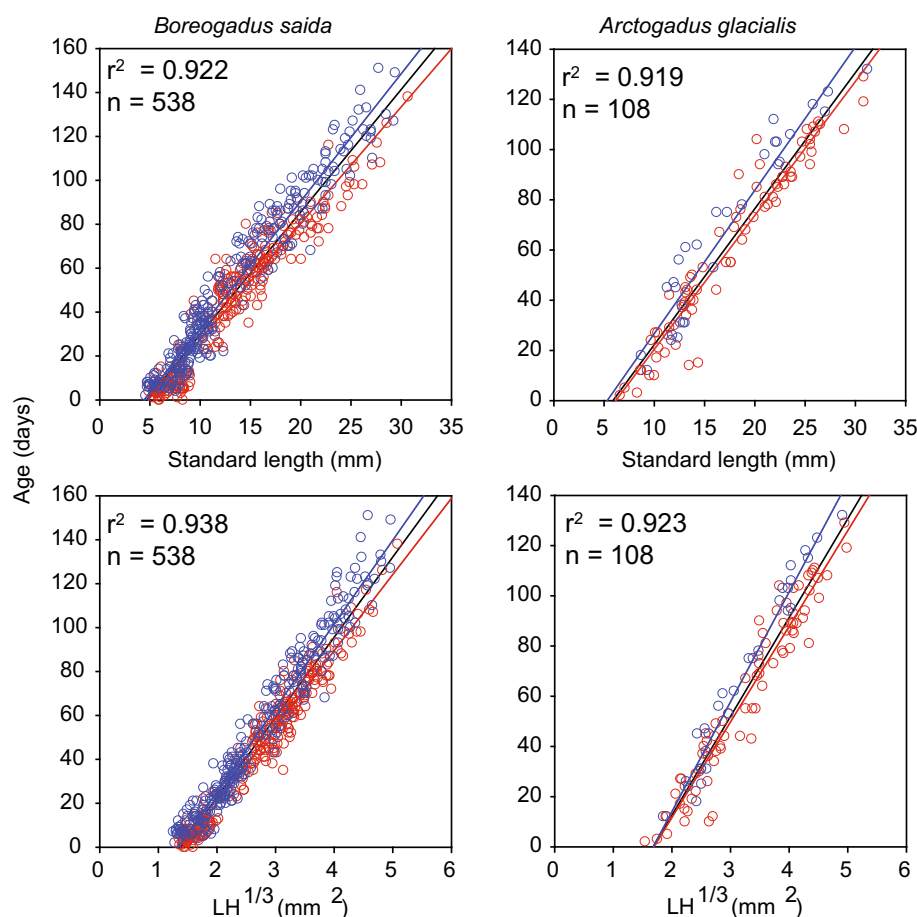 Boreogadus saida
Arctogadus glacialis
160
140
120
100
80
60
40
20
0
r² = 0.922
n = 538
0 5 10 15 20 25 30 35
Standard length (mm)
140
120
100
80
60
40
20
0
r² = 0.919
n = 108
0 5 10 15 20 25 30 35
Standard length (mm)
Age (days)
160
140
120
100
80
60
40
20
0
r² = 0.938
n = 538
0 1 2 3 4 5 6
LH^1/3 (mm²)
140
120
100
80
60
40
20
0
r² = 0.923
n = 108
0 1 2 3 4 5 6
LH^1/3 (mm²)